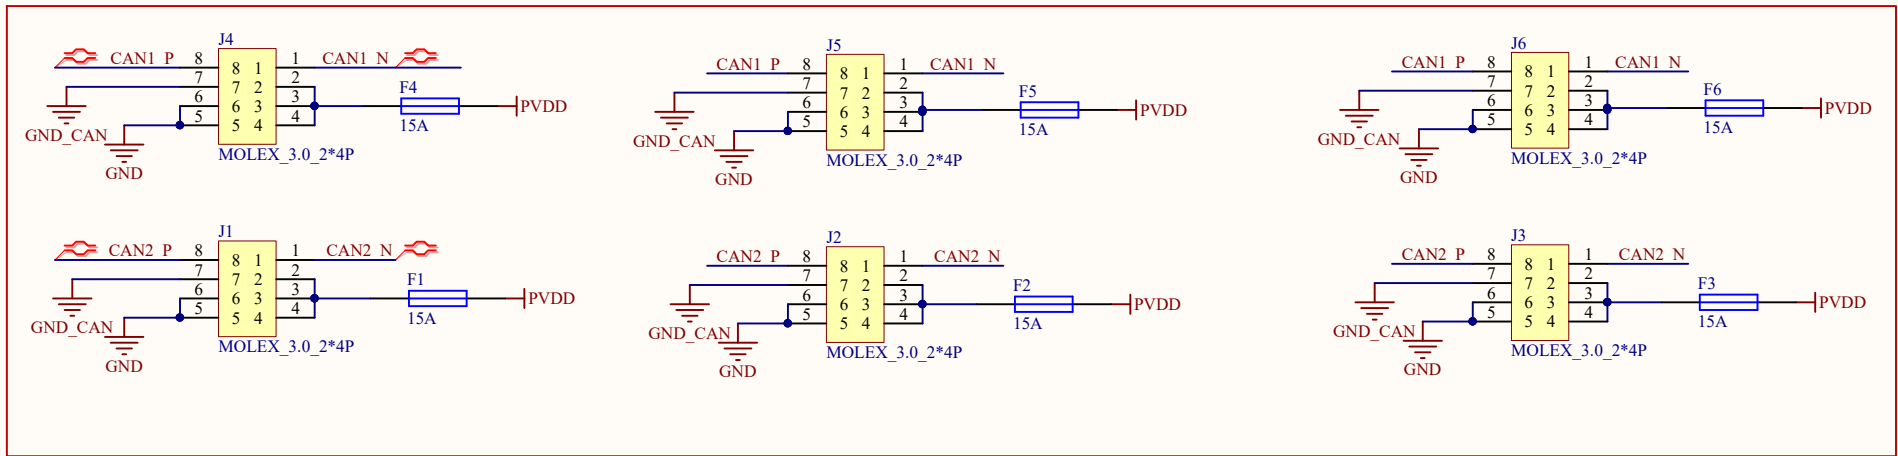 J4
CAN1_P 8 8 1 1 CAN1_N
7 7 2 2
6 6 3 3 F4 PVDD
5 5 4 4 15A
GND_CAN
MOLEX_3.0_2*4P
GND
J5
CAN1_P 8 8 1 1 CAN1_N
7 7 2 2
6 6 3 3 F5 PVDD
5 5 4 4 15A
GND_CAN
MOLEX_3.0_2*4P
GND
J6
CAN1_P 8 8 1 1 CAN1_N
7 7 2 2
6 6 3 3 F6 PVDD
5 5 4 4 15A
GND_CAN
MOLEX_3.0_2*4P
GND
J1
CAN2_P 8 8 1 1 CAN2_N
7 7 2 2
6 6 3 3 F1 PVDD
5 5 4 4 15A
GND_CAN
MOLEX_3.0_2*4P
GND
J2
CAN2_P 8 8 1 1 CAN2_N
7 7 2 2
6 6 3 3 F2 PVDD
5 5 4 4 15A
GND_CAN
MOLEX_3.0_2*4P
GND
J3
CAN2_P 8 8 1 1 CAN2_N
7 7 2 2
6 6 3 3 F3 PVDD
5 5 4 4 15A
GND_CAN
MOLEX_3.0_2*4P
GND